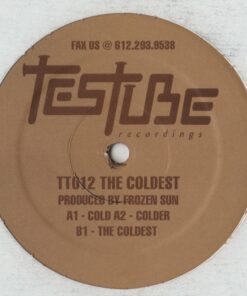 FAX US @ 612.293.9538
TESTUBE
recordings
TT012 THE COLDEST
PRODUCED BY FROZEN SUN
A1 - COLD A2 - COLDER
B1 - THE COLDEST